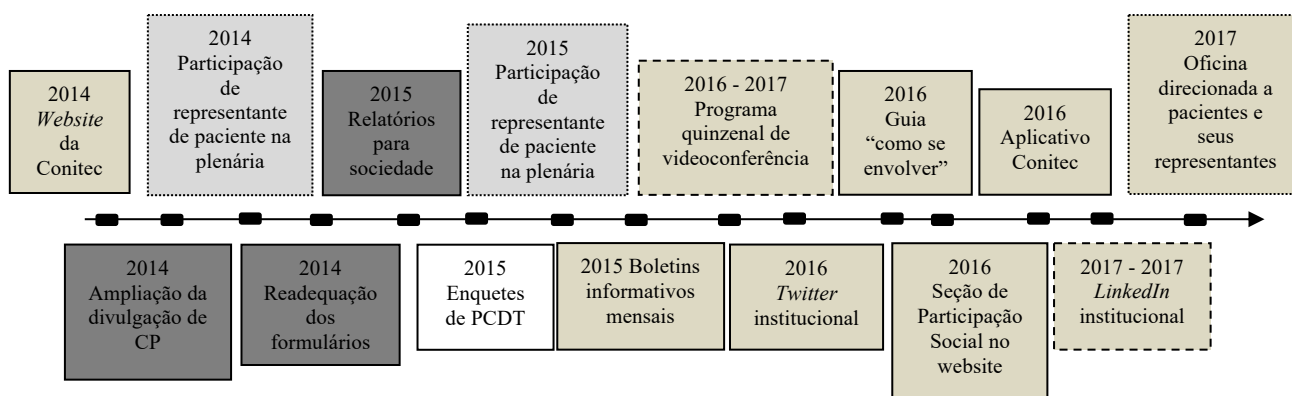 2014
Website
da
Conitec
2014
Participação
de
representante
de paciente na
plenária
2015
Relatórios
para
sociedade
2015
Participação
de
representante
de paciente
na plenária
2016 - 2017
Programa
quinzenal de
videoconferência
2016
Guia
“como se
envolver”
2016
Aplicativo
Conitec
2017
Oficina
direcionada a
pacientes e
seus
representantes
2014
Ampliação da
divulgação de
CP
2014
Readequação
dos
formulários
2015
Enquetes
de PCDT
2015 Boletins
informativos
mensais
2016
Twitter
institucional
2016
Seção de
Participação
Social no
website
2017 - 2017
LinkedIn
institucional